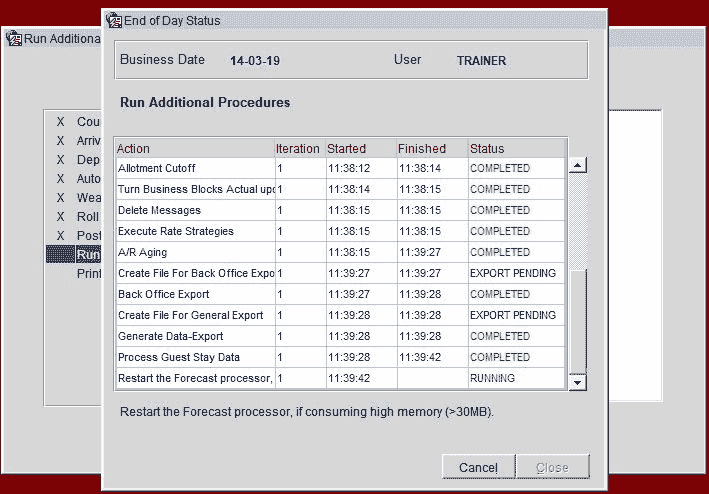 End of Day Status
Run Additiona
Business Date 14-03-19 User TRAINER
Run Additional Procedures
X Cou
X Arriv
X Dep
X Auto
X Wea
X Roll
X Post
Run
Print
Action Iteration Started Finished Status
Allotment Cutoff 1 11:38:12 11:38:14 COMPLETED
Turn Business Blocks Actual upd 1 11:38:14 11:38:15 COMPLETED
Delete Messages 1 11:38:15 11:38:15 COMPLETED
Execute Rate Strategies 1 11:38:15 11:38:15 COMPLETED
A/R Aging 1 11:38:15 11:39:27 COMPLETED
Create File For Back Office Expo 1 11:39:27 11:39:27 EXPORT PENDING
Back Office Export 1 11:39:27 11:39:28 COMPLETED
Create File For General Export 1 11:39:28 11:39:28 EXPORT PENDING
Generate Data-Export 1 11:39:28 11:39:28 COMPLETED
Process Guest Stay Data 1 11:39:28 11:39:42 COMPLETED
Restart the Forecast processor, 1 11:39:42 RUNNING
Restart the Forecast processor, if consuming high memory (>30MB).
Cancel Close